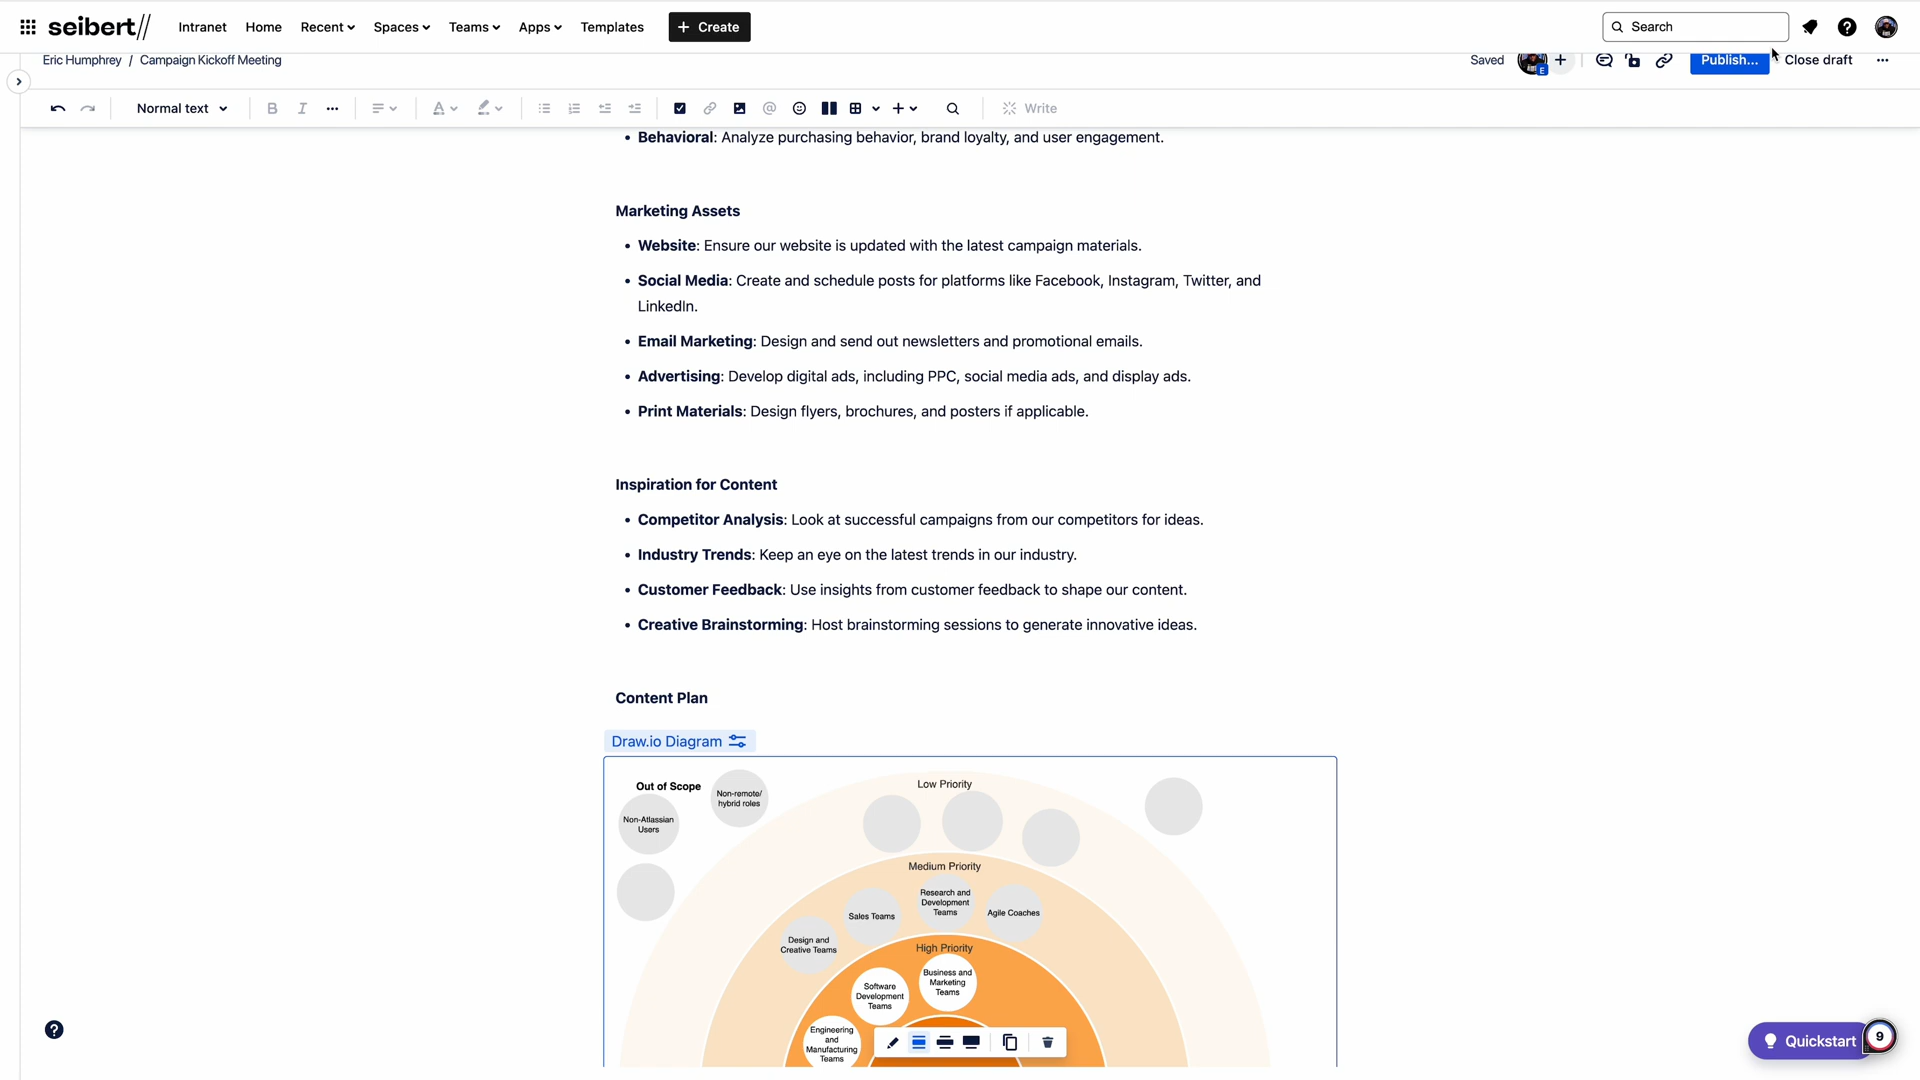 seibert//
Intranet
Home
Recent
Spaces
Teams
Apps
Templates
+ Create
Search
Eric Humphrey / Campaign Kickoff Meeting
Saved
E
Publish...
Close draft
Normal text
B
I
A
Write
• Behavioral: Analyze purchasing behavior, brand loyalty, and user engagement.
Marketing Assets
• Website: Ensure our website is updated with the latest campaign materials.
• Social Media: Create and schedule posts for platforms like Facebook, Instagram, Twitter, and
LinkedIn.
• Email Marketing: Design and send out newsletters and promotional emails.
• Advertising: Develop digital ads, including PPC, social media ads, and display ads.
• Print Materials: Design flyers, brochures, and posters if applicable.
Inspiration for Content
• Competitor Analysis: Look at successful campaigns from our competitors for ideas.
• Industry Trends: Keep an eye on the latest trends in our industry.
• Customer Feedback: Use insights from customer feedback to shape our content.
• Creative Brainstorming: Host brainstorming sessions to generate innovative ideas.
Content Plan
Draw.io Diagram
Out of Scope
Non-remote/
hybrid roles
Non-Atlassian
Users
Low Priority
Medium Priority
Research and
Development
Teams
Sales Teams
Agile Coaches
Design and
Creative Teams
High Priority
Business and
Marketing
Teams
Software
Development
Teams
Engineering
and
Manufacturing
Teams
Quickstart
9